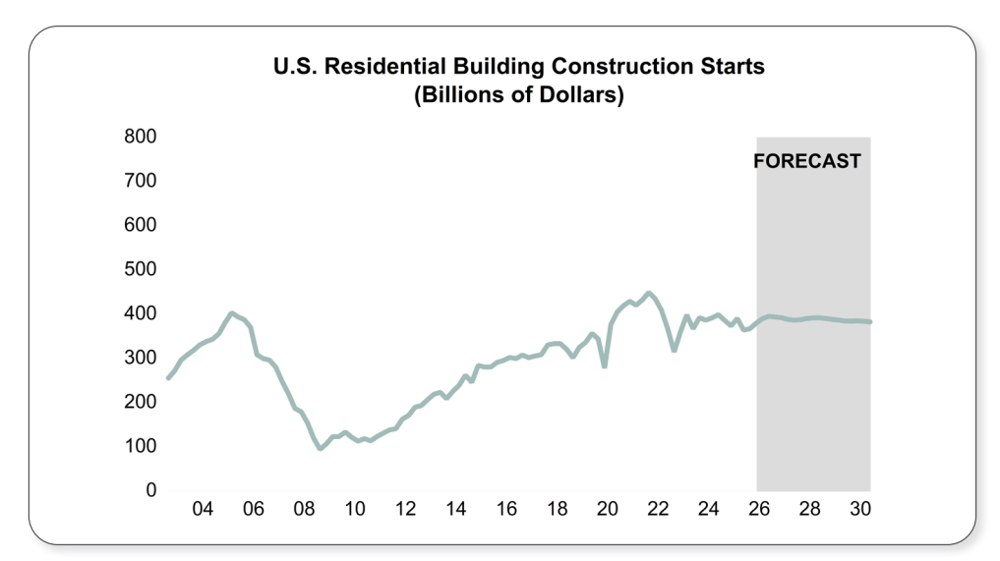 U.S. Residential Building Construction Starts
(Billions of Dollars)
800
FORECAST
700
600
500
400
300
200
100
0
04 06 08 10 12 14 16 18 20 22 24 26 28 30